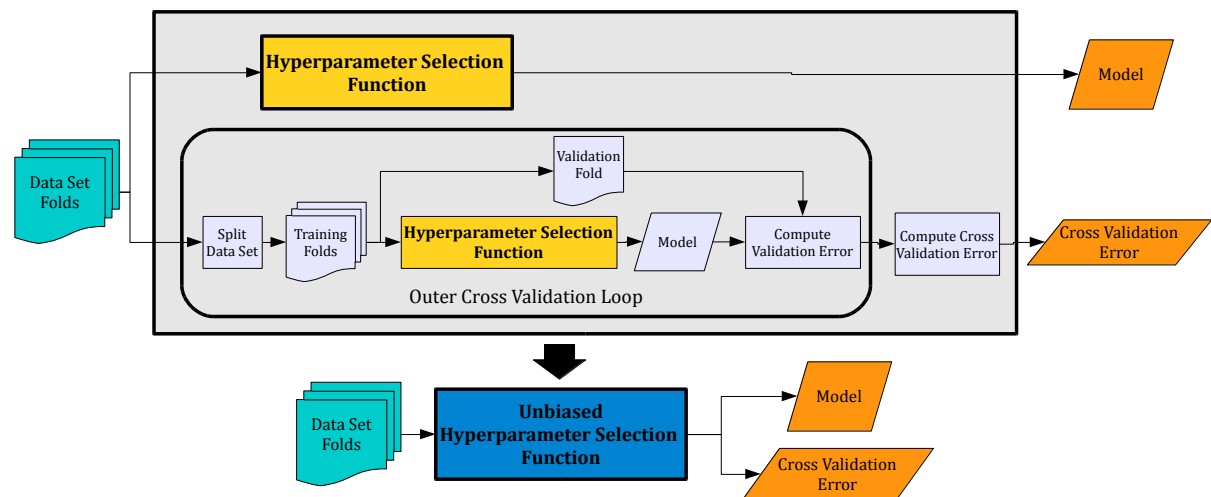 Hyperparameter Selection
Function
Model
Data Set
Folds
Validation
Fold
Split
Data Set
Training
Folds
Hyperparameter Selection
Function
Model
Compute
Validation Error
Compute Cross
Validation Error
Cross Validation
Error
Outer Cross Validation Loop
Data Set
Folds
Unbiased
Hyperparameter Selection
Function
Model
Cross Validation
Error